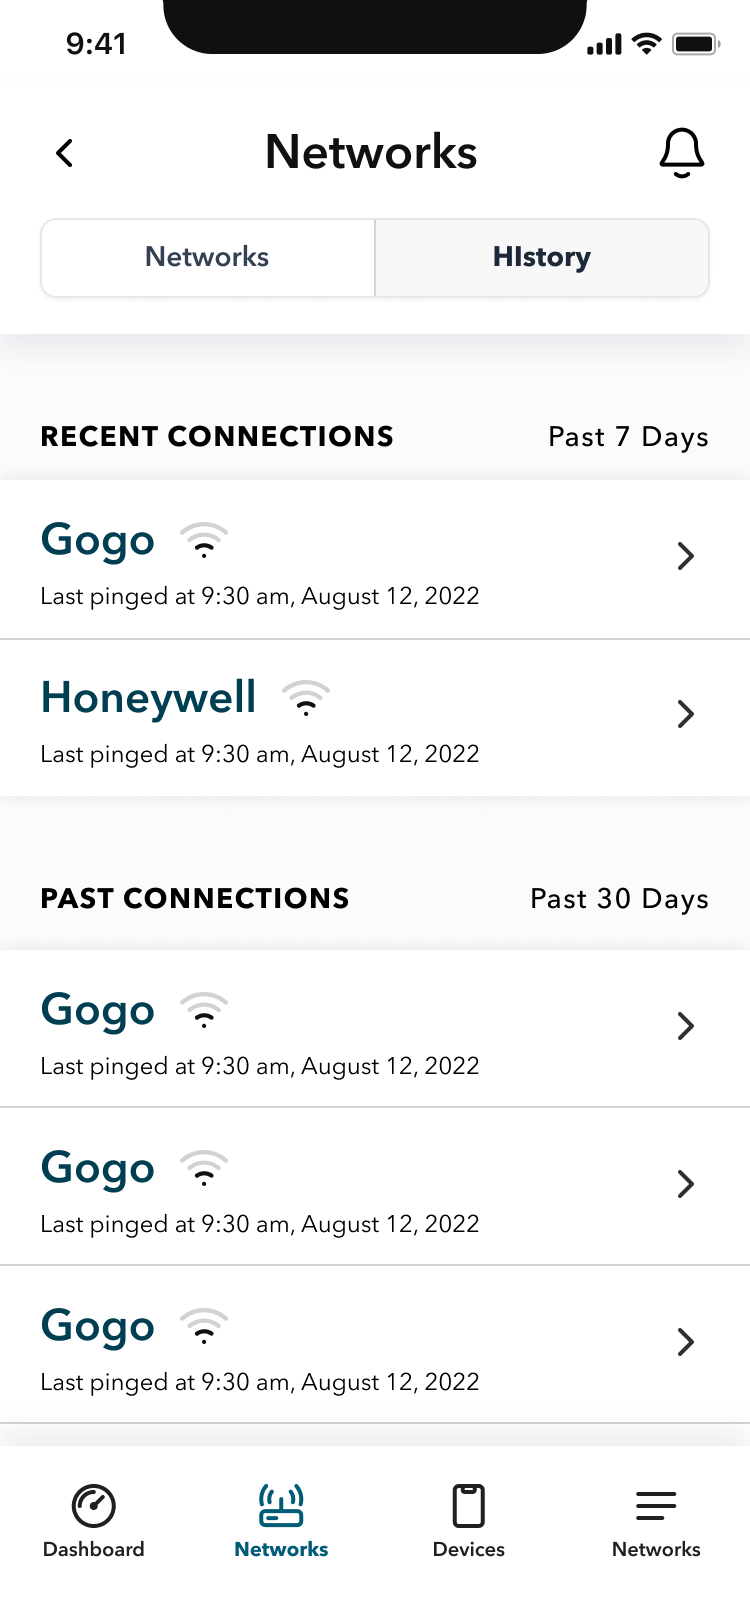 9:41
Networks
Networks HIstory
RECENT CONNECTIONS Past 7 Days
Gogo
Last pinged at 9:30 am, August 12, 2022
Honeywell
Last pinged at 9:30 am, August 12, 2022
PAST CONNECTIONS Past 30 Days
Gogo
Last pinged at 9:30 am, August 12, 2022
Gogo
Last pinged at 9:30 am, August 12, 2022
Gogo
Last pinged at 9:30 am, August 12, 2022
Dashboard Networks Devices Networks